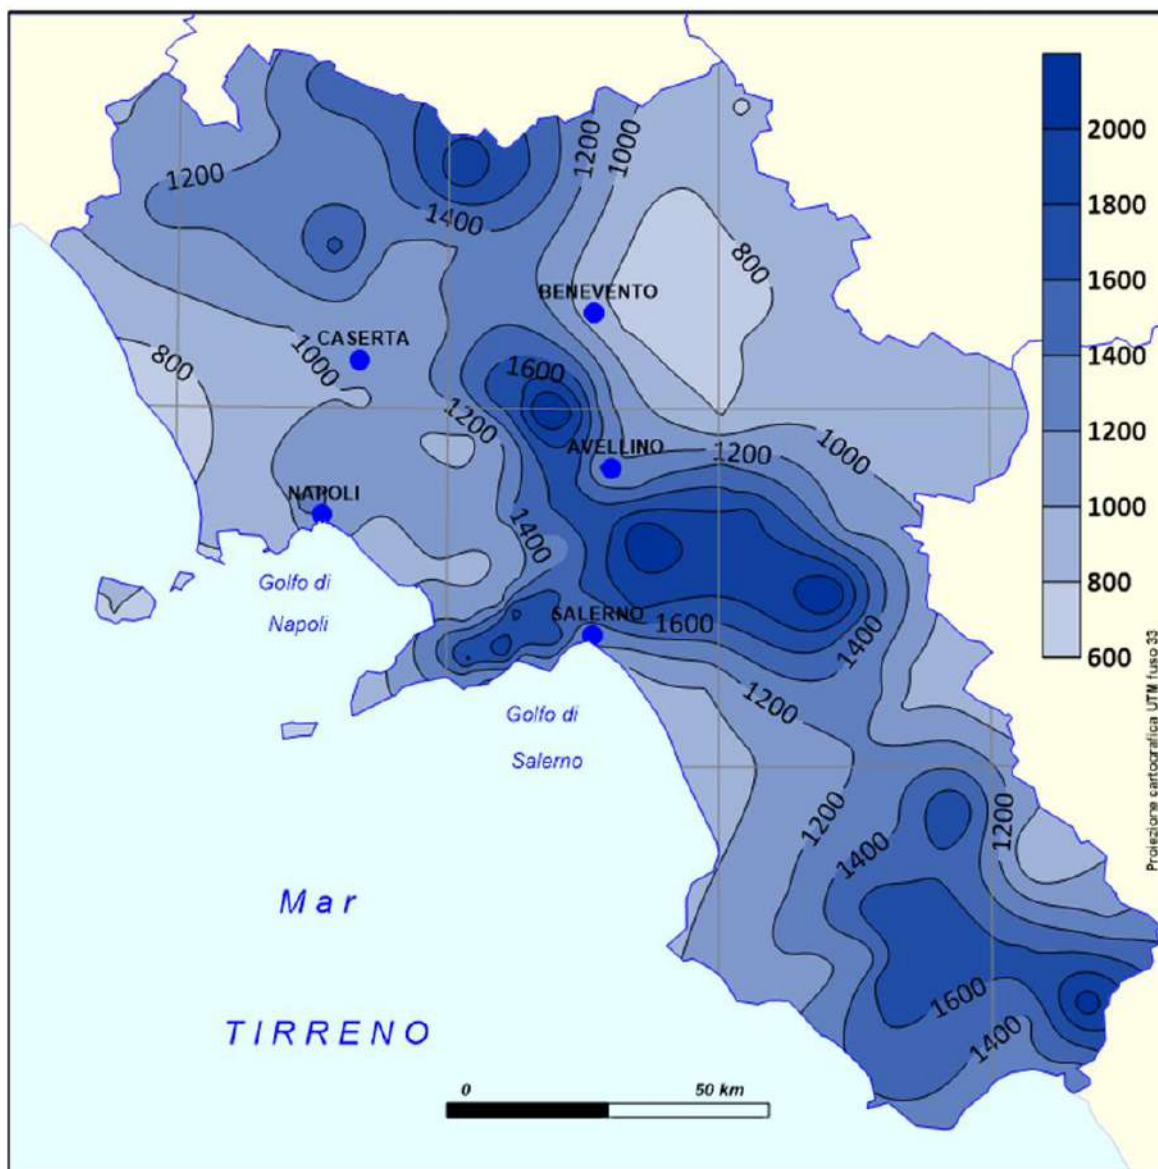 1200
1000
1200
1400
800
BENEVENTO
CASERTA
1000
800
1600
1200
AVELLINO
1200
1000
NAPOLI
1400
Golfo di
Napoli
SALERNO
1600
1400
1200
Golfo di
Salerno
1200
1200
1400
Mar
TIRRENO
1600
1400
0 50 km
2000
1800
1600
1400
1200
1000
800
600
Proiezione cartografica UTM fuso 33